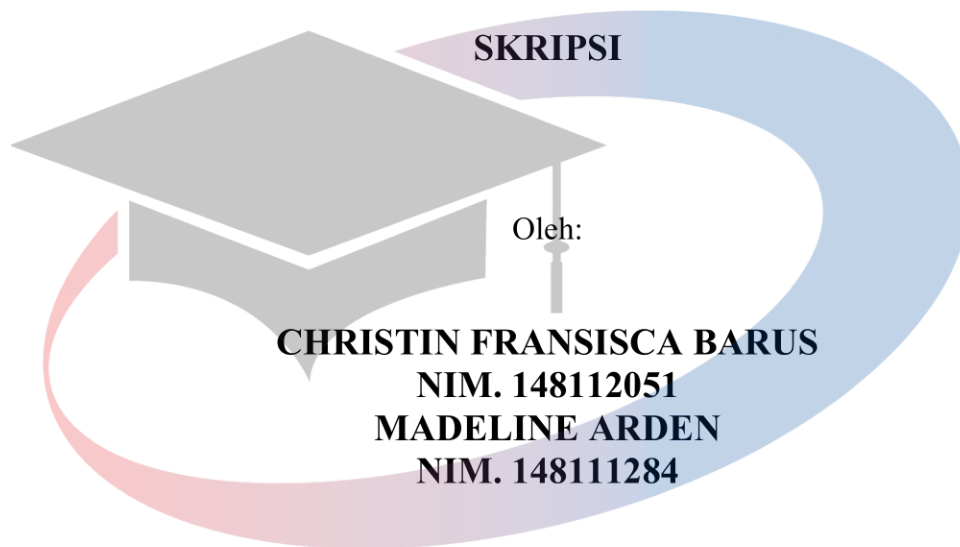 SKRIPSI
Oleh:
CHRISTIN FRANSISCA BARUS
NIM. 148112051
MADELINE ARDEN
NIM. 148111284